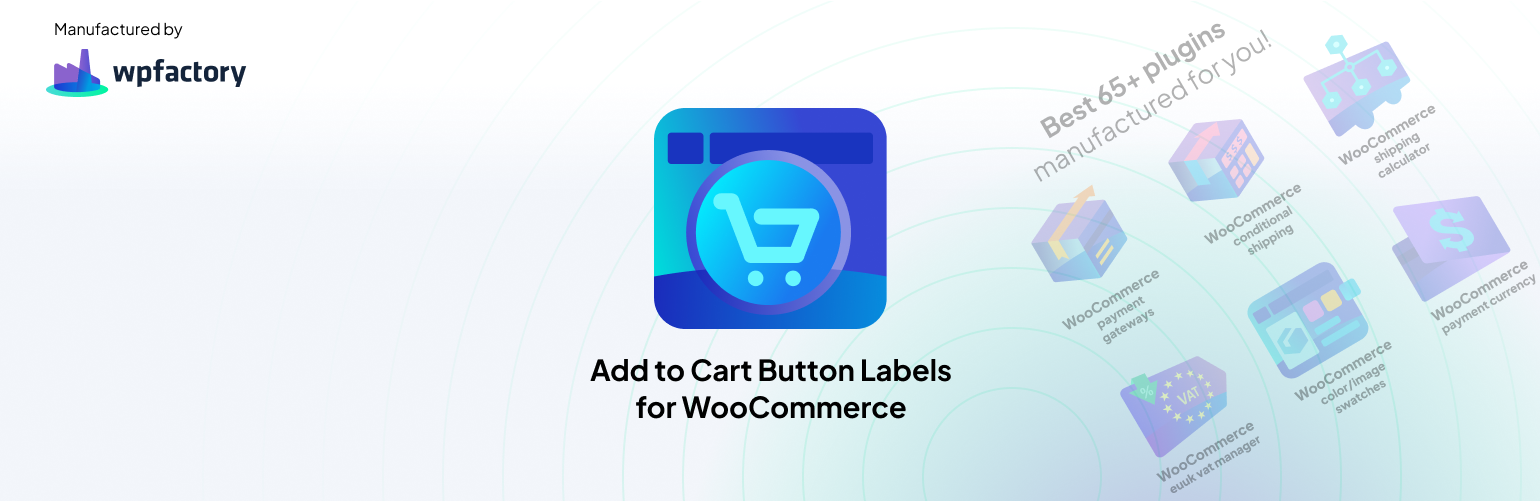 Manufactured by
wpfactory
Best 65+ plugins
manufactured for you!
WooCommerce
shipping
calculator
$ $ $
WooCommerce
conditional
shipping
WooCommerce
payment
gateways
$
WooCommerce
payment currency
WooCommerce
color/image
swatches
%
VAT
WooCommerce
euuk vat manager
Add to Cart Button Labels
for WooCommerce